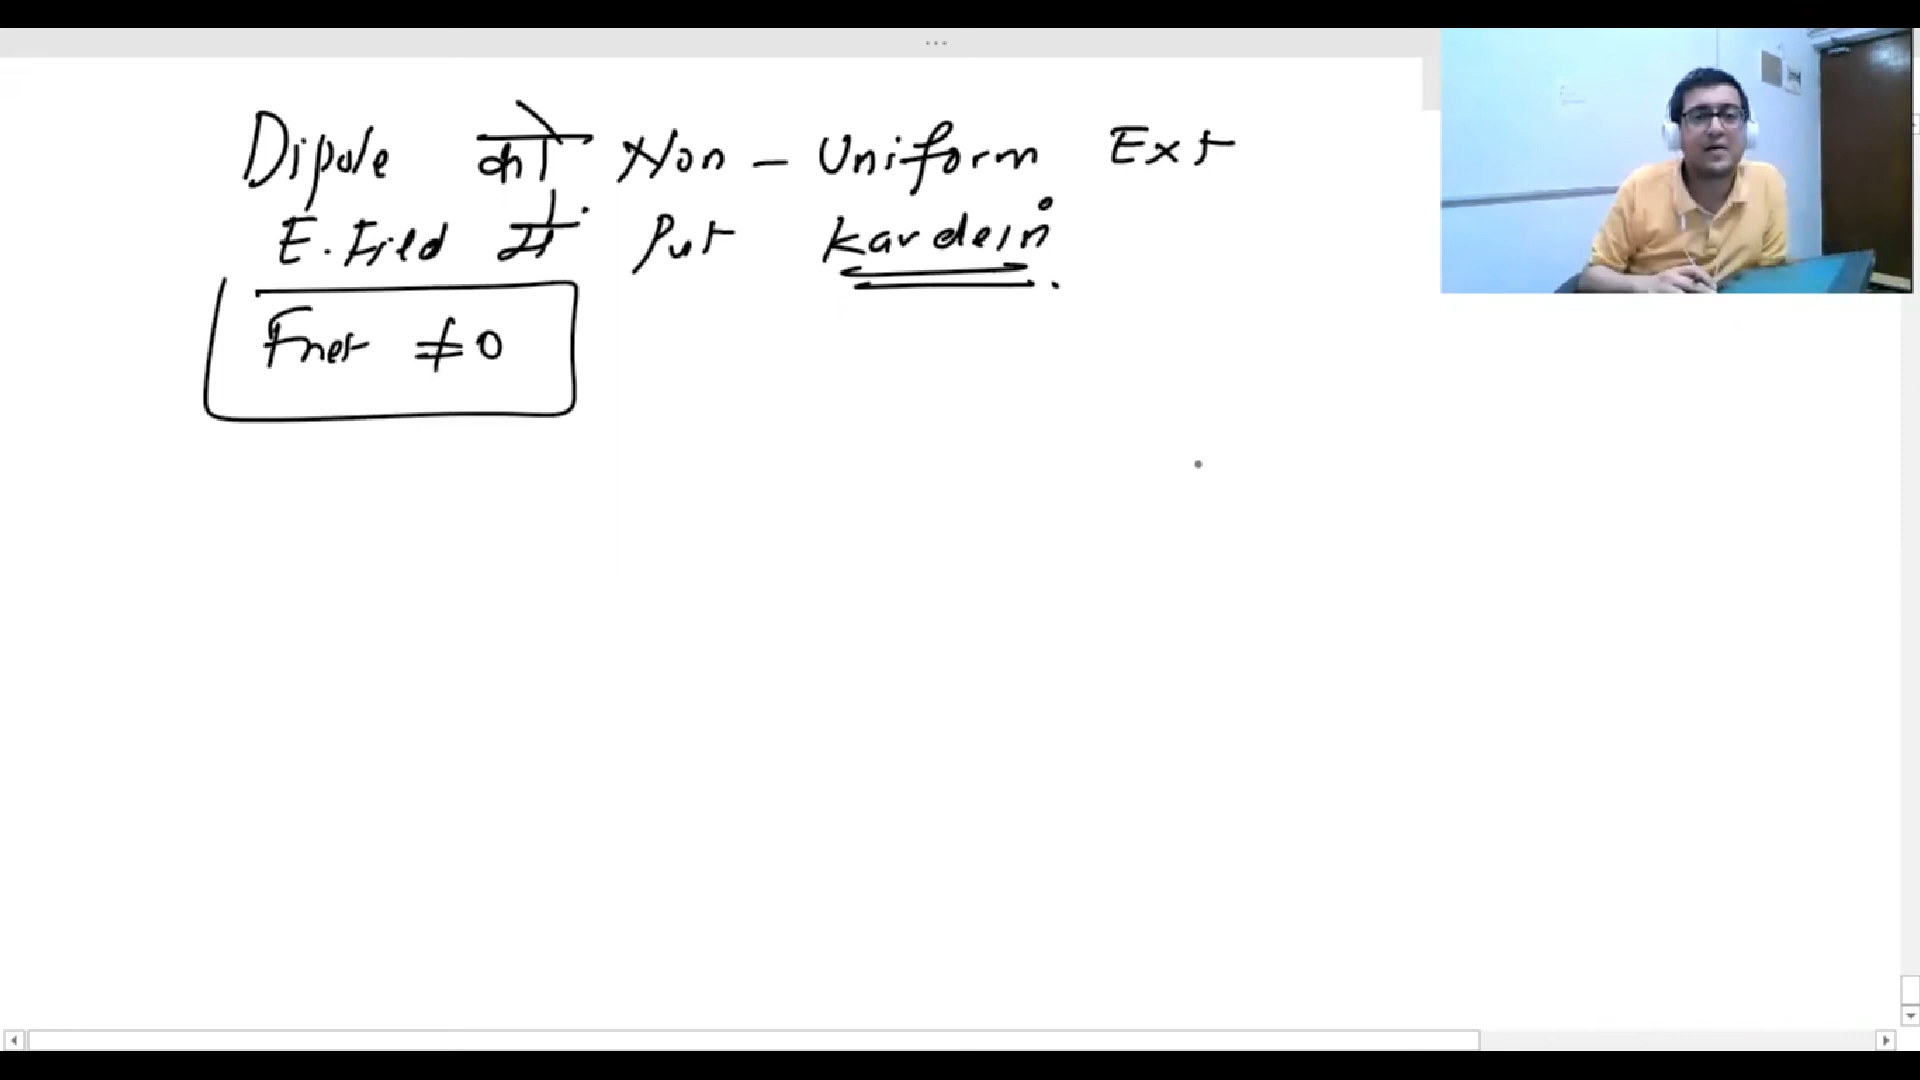 Dipole को Non - Uniform Ext
E. Field में Put kardein.
Fnet ≠ 0